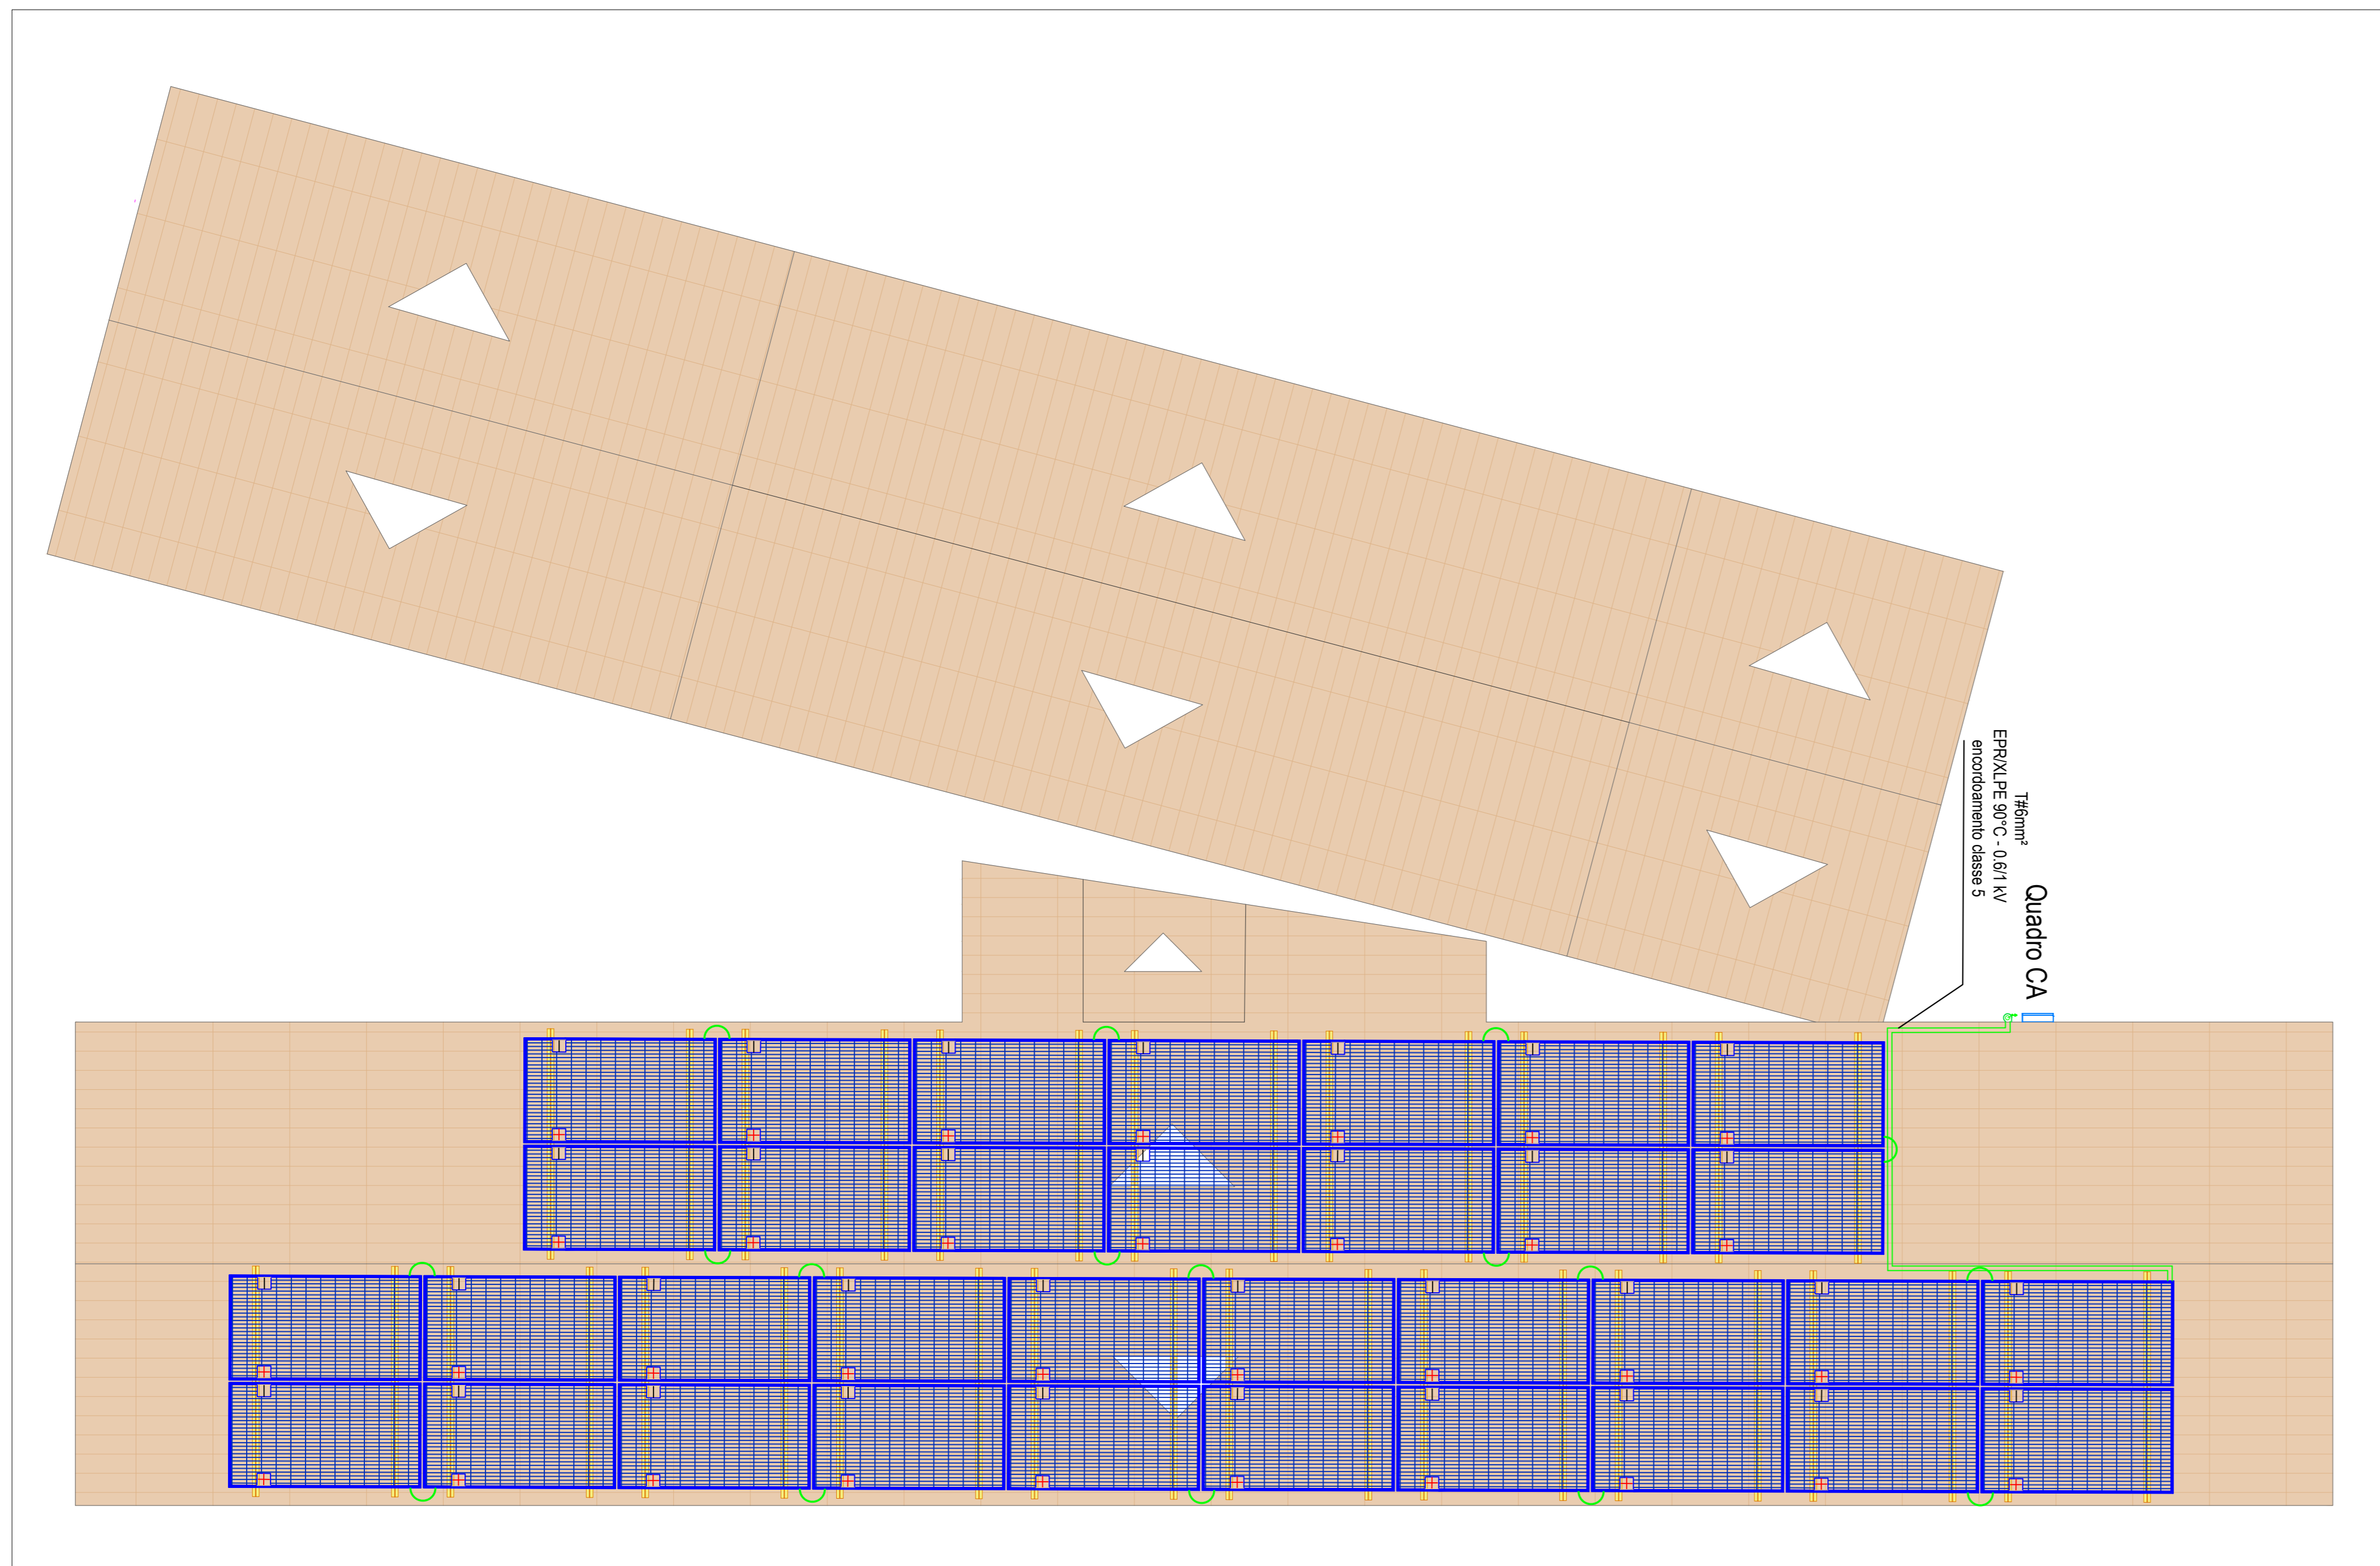 T#6mm²
EPR/XLPE 90°C - 0.6/1 kV
encordoamento classe 5
Quadro CA